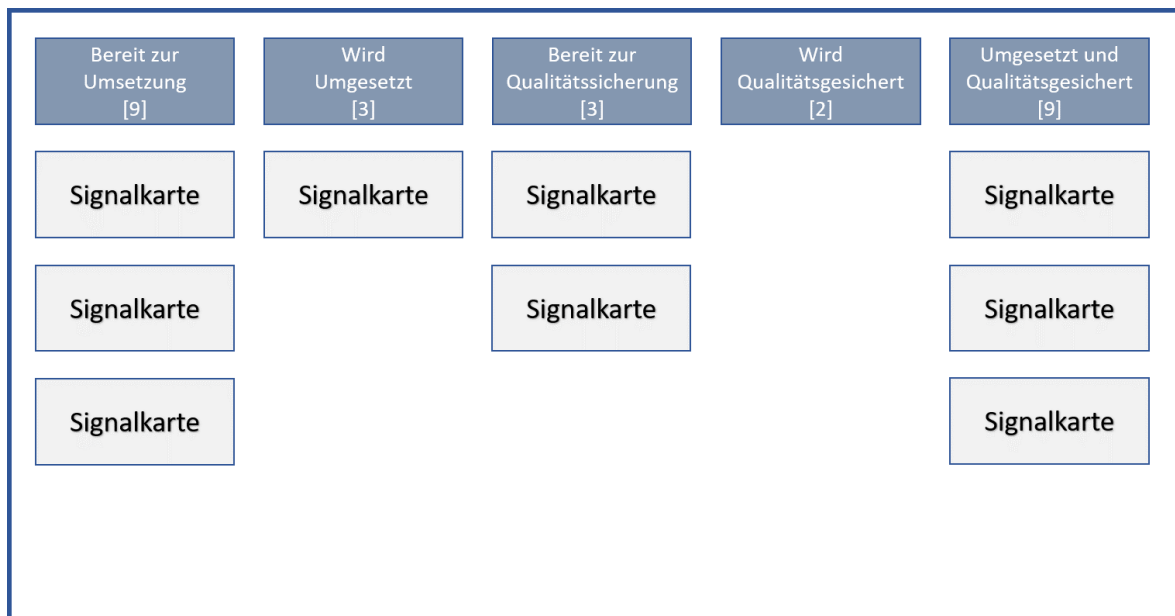 Bereit zur
Umsetzung
[9]
Wird
Umgesetzt
[3]
Bereit zur
Qualitätssicherung
[3]
Wird
Qualitätsgesichert
[2]
Umgesetzt und
Qualitätsgesichert
[9]
Signalkarte
Signalkarte
Signalkarte
Signalkarte
Signalkarte
Signalkarte
Signalkarte
Signalkarte
Signalkarte